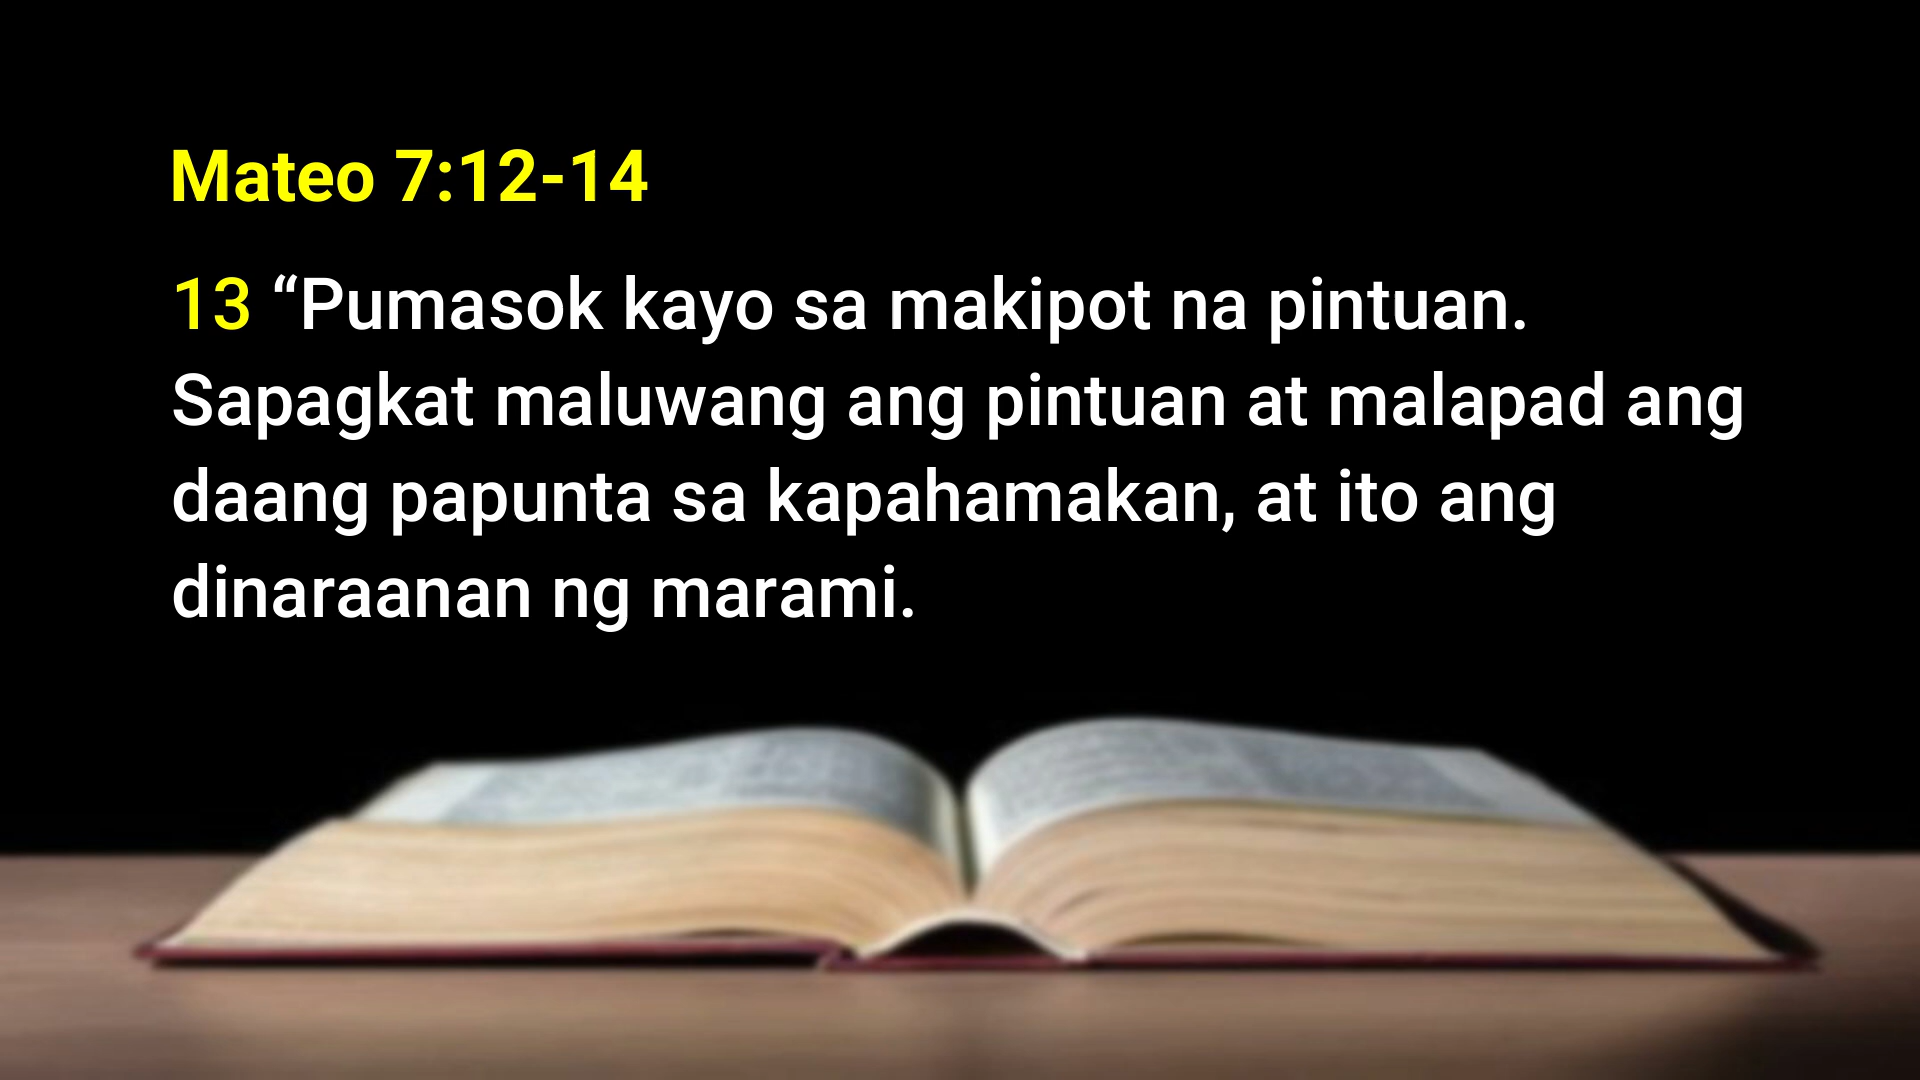 Mateo 7:12-14
13 “Pumasok kayo sa makipot na pintuan.
Sapagkat maluwang ang pintuan at malapad ang
daang papunta sa kapahamakan, at ito ang
dinaraanan ng marami.